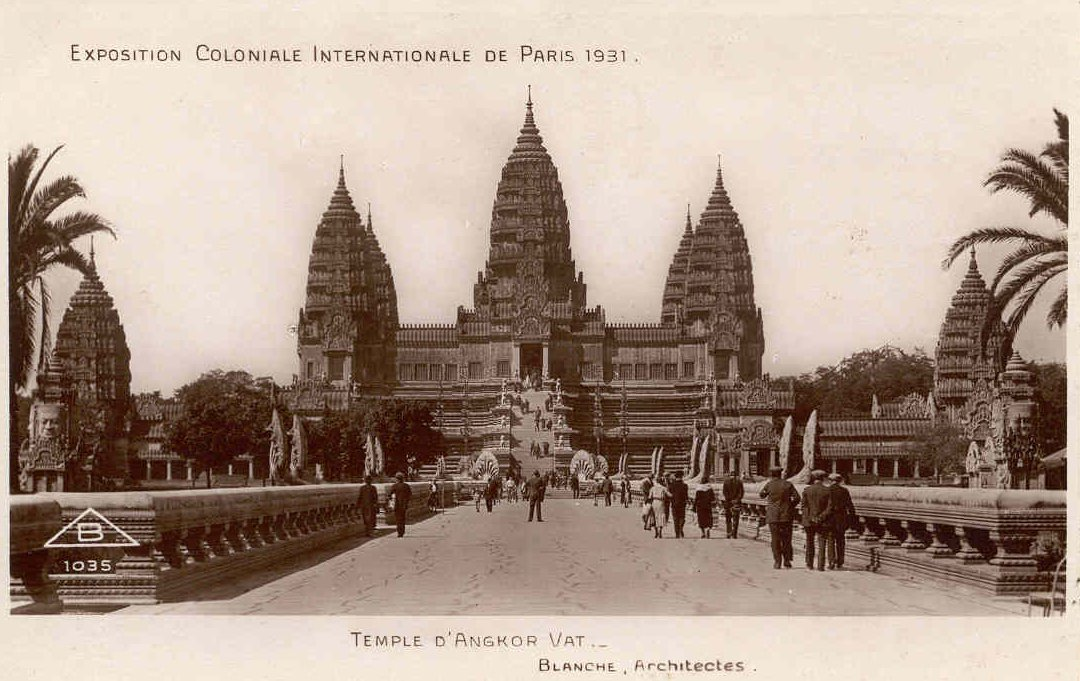 EXPOSITION COLONIALE INTERNATIONALE DE PARIS 1931.
B
1035
TEMPLE D'ANGKOR VAT._
BLANCHE, ARCHITECTES.